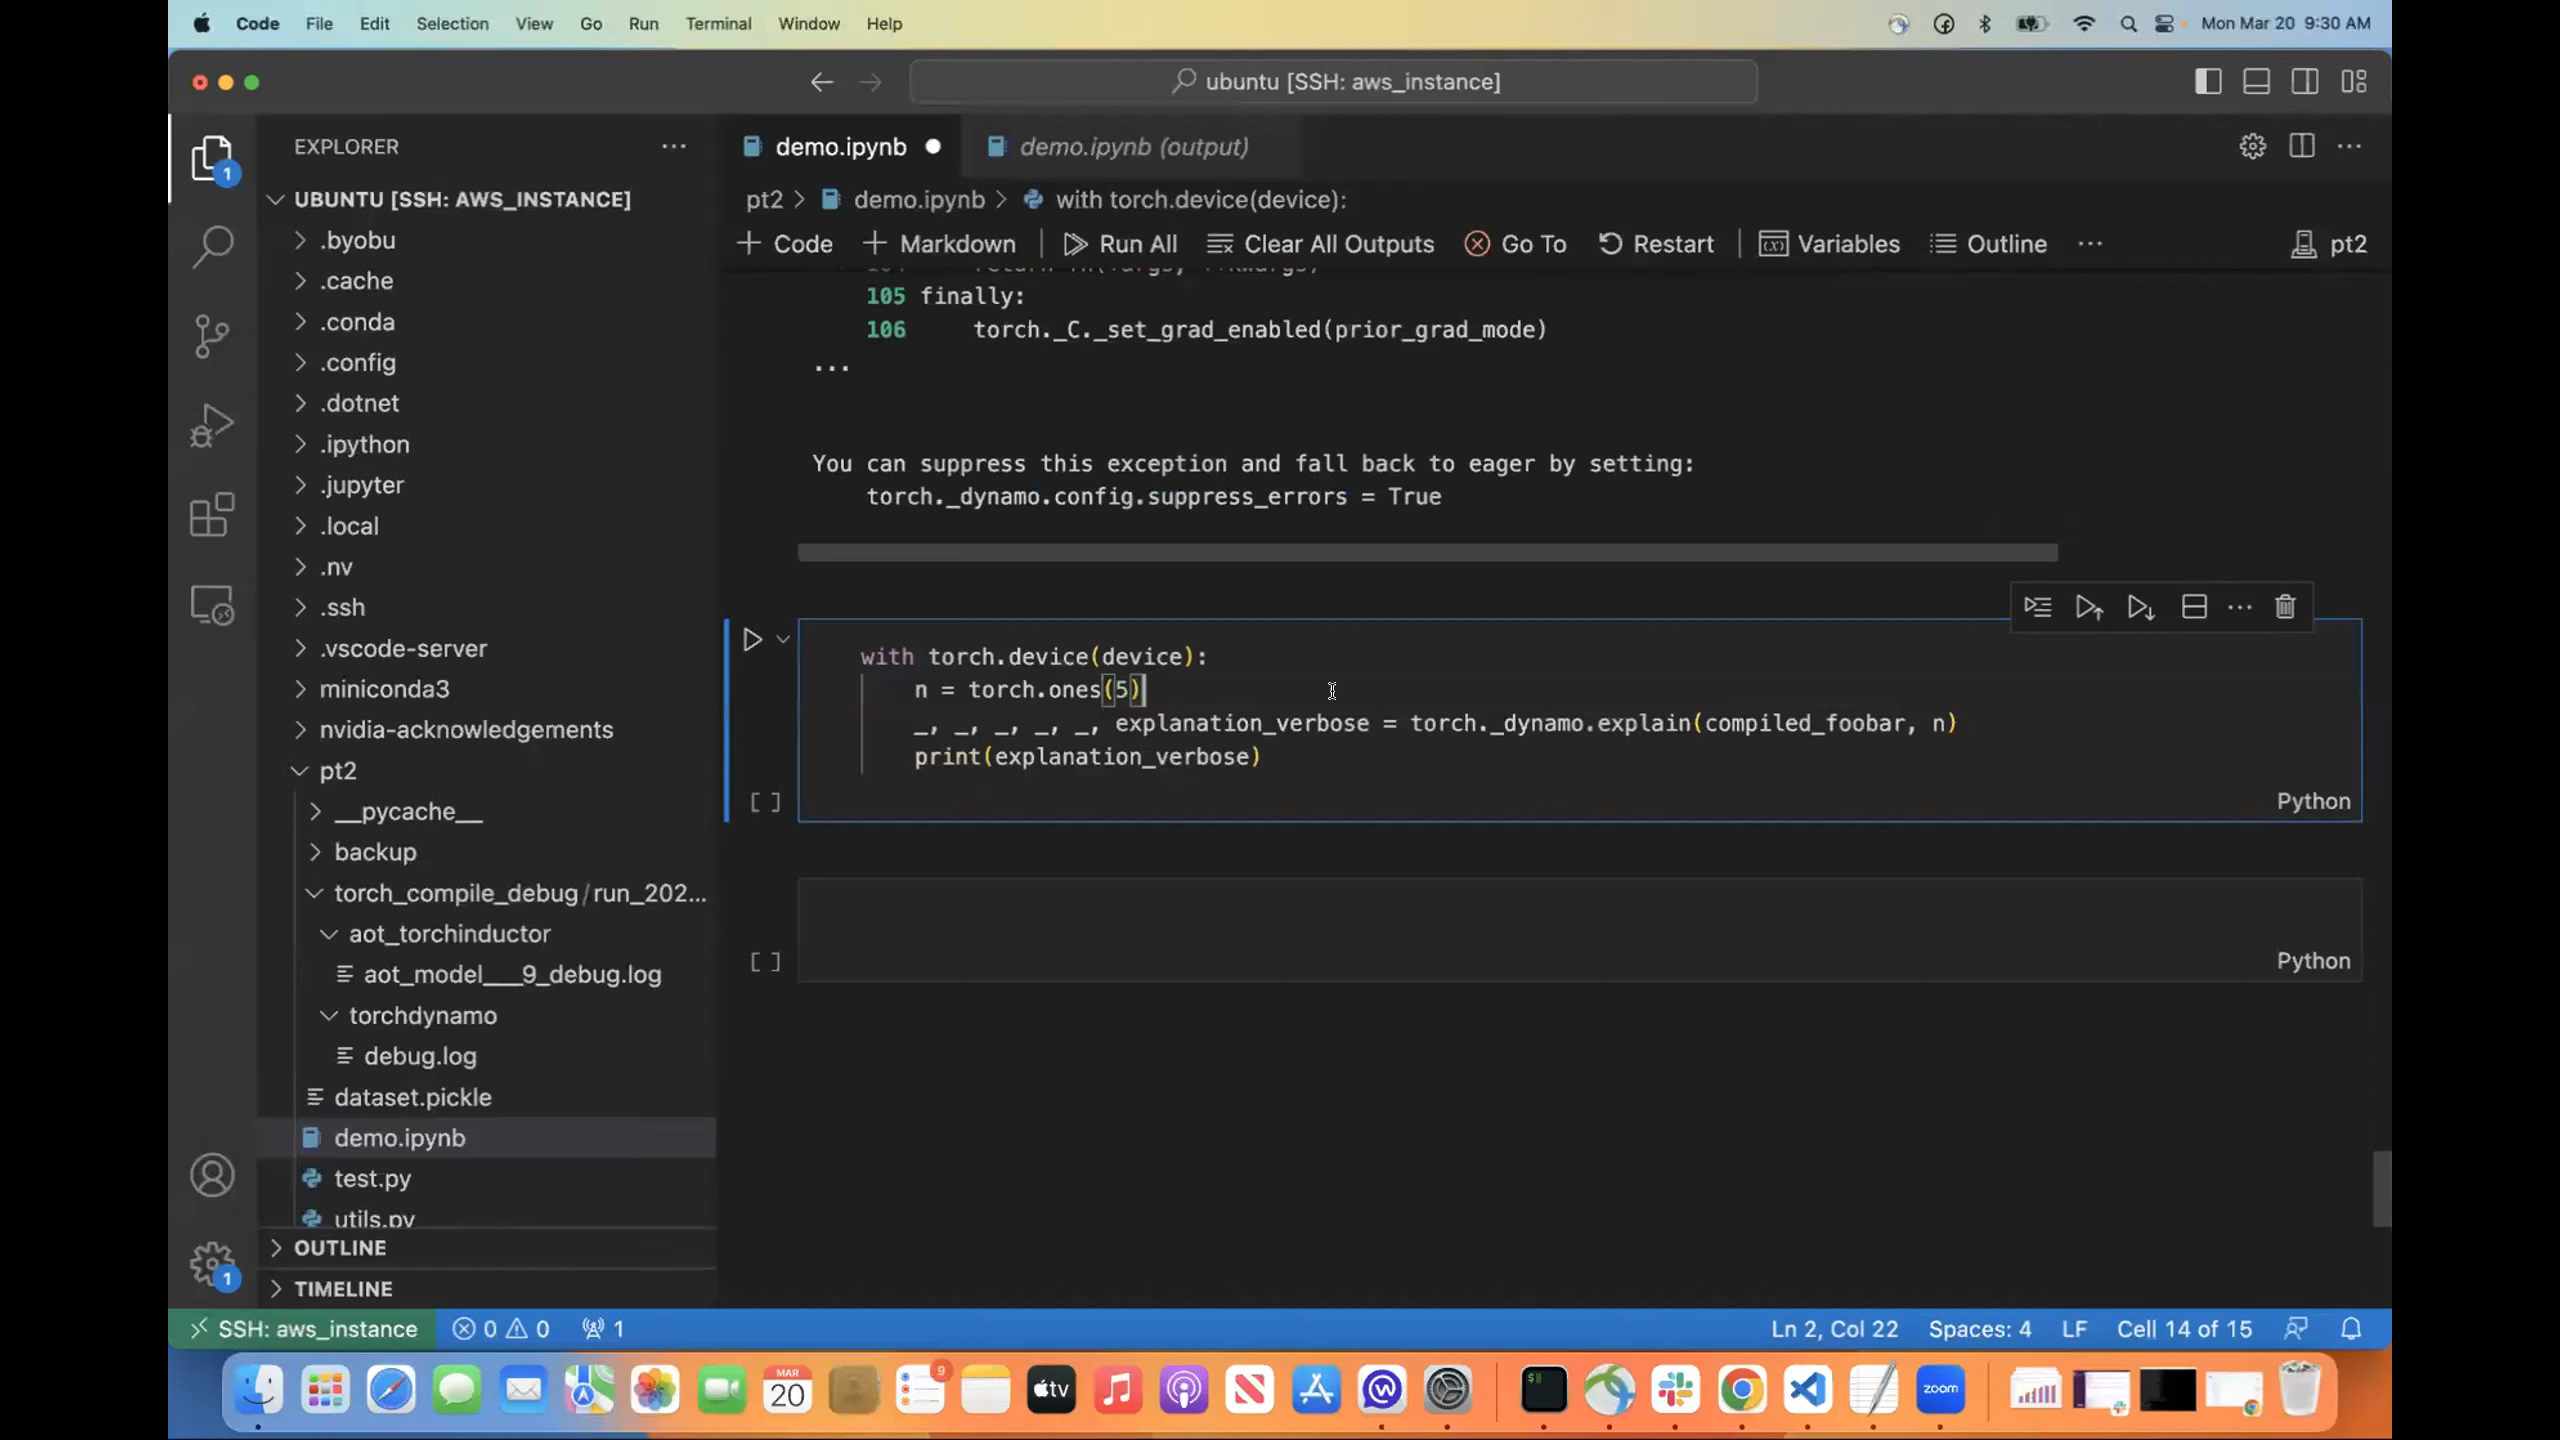 Code File Edit Selection View Go Run Terminal Window Help Mon Mar 20 9:30 AM
ubuntu [SSH: aws_instance]
EXPLORER
demo.ipynb
demo.ipynb (output)
1
UBUNTU [SSH: AWS_INSTANCE]
pt2 > demo.ipynb > with torch.device(device):
+ Code + Markdown Run All Clear All Outputs Go To Restart Variables Outline ... pt2
.byobu
.cache
.conda
.config
.dotnet
.ipython
.jupyter
.local
.nv
.ssh
.vscode-server
miniconda3
nvidia-acknowledgements
pt2
__pycache__
backup
torch_compile_debug/run_202...
aot_torchinductor
aot_model___9_debug.log
torchdynamo
debug.log
dataset.pickle
demo.ipynb
test.py
utils.py
OUTLINE
TIMELINE
1
105 finally:
106 torch._C._set_grad_enabled(prior_grad_mode)
...
You can suppress this exception and fall back to eager by setting:
torch._dynamo.config.suppress_errors = True
with torch.device(device):
n = torch.ones(5)
_, _, _, _, _, explanation_verbose = torch._dynamo.explain(compiled_foobar, n)
print(explanation_verbose)
[ ]
Python
[ ]
Python
SSH: aws_instance 0 0 1 Ln 2, Col 22 Spaces: 4 LF Cell 14 of 15
MAR
20
9
tv
$
zoom